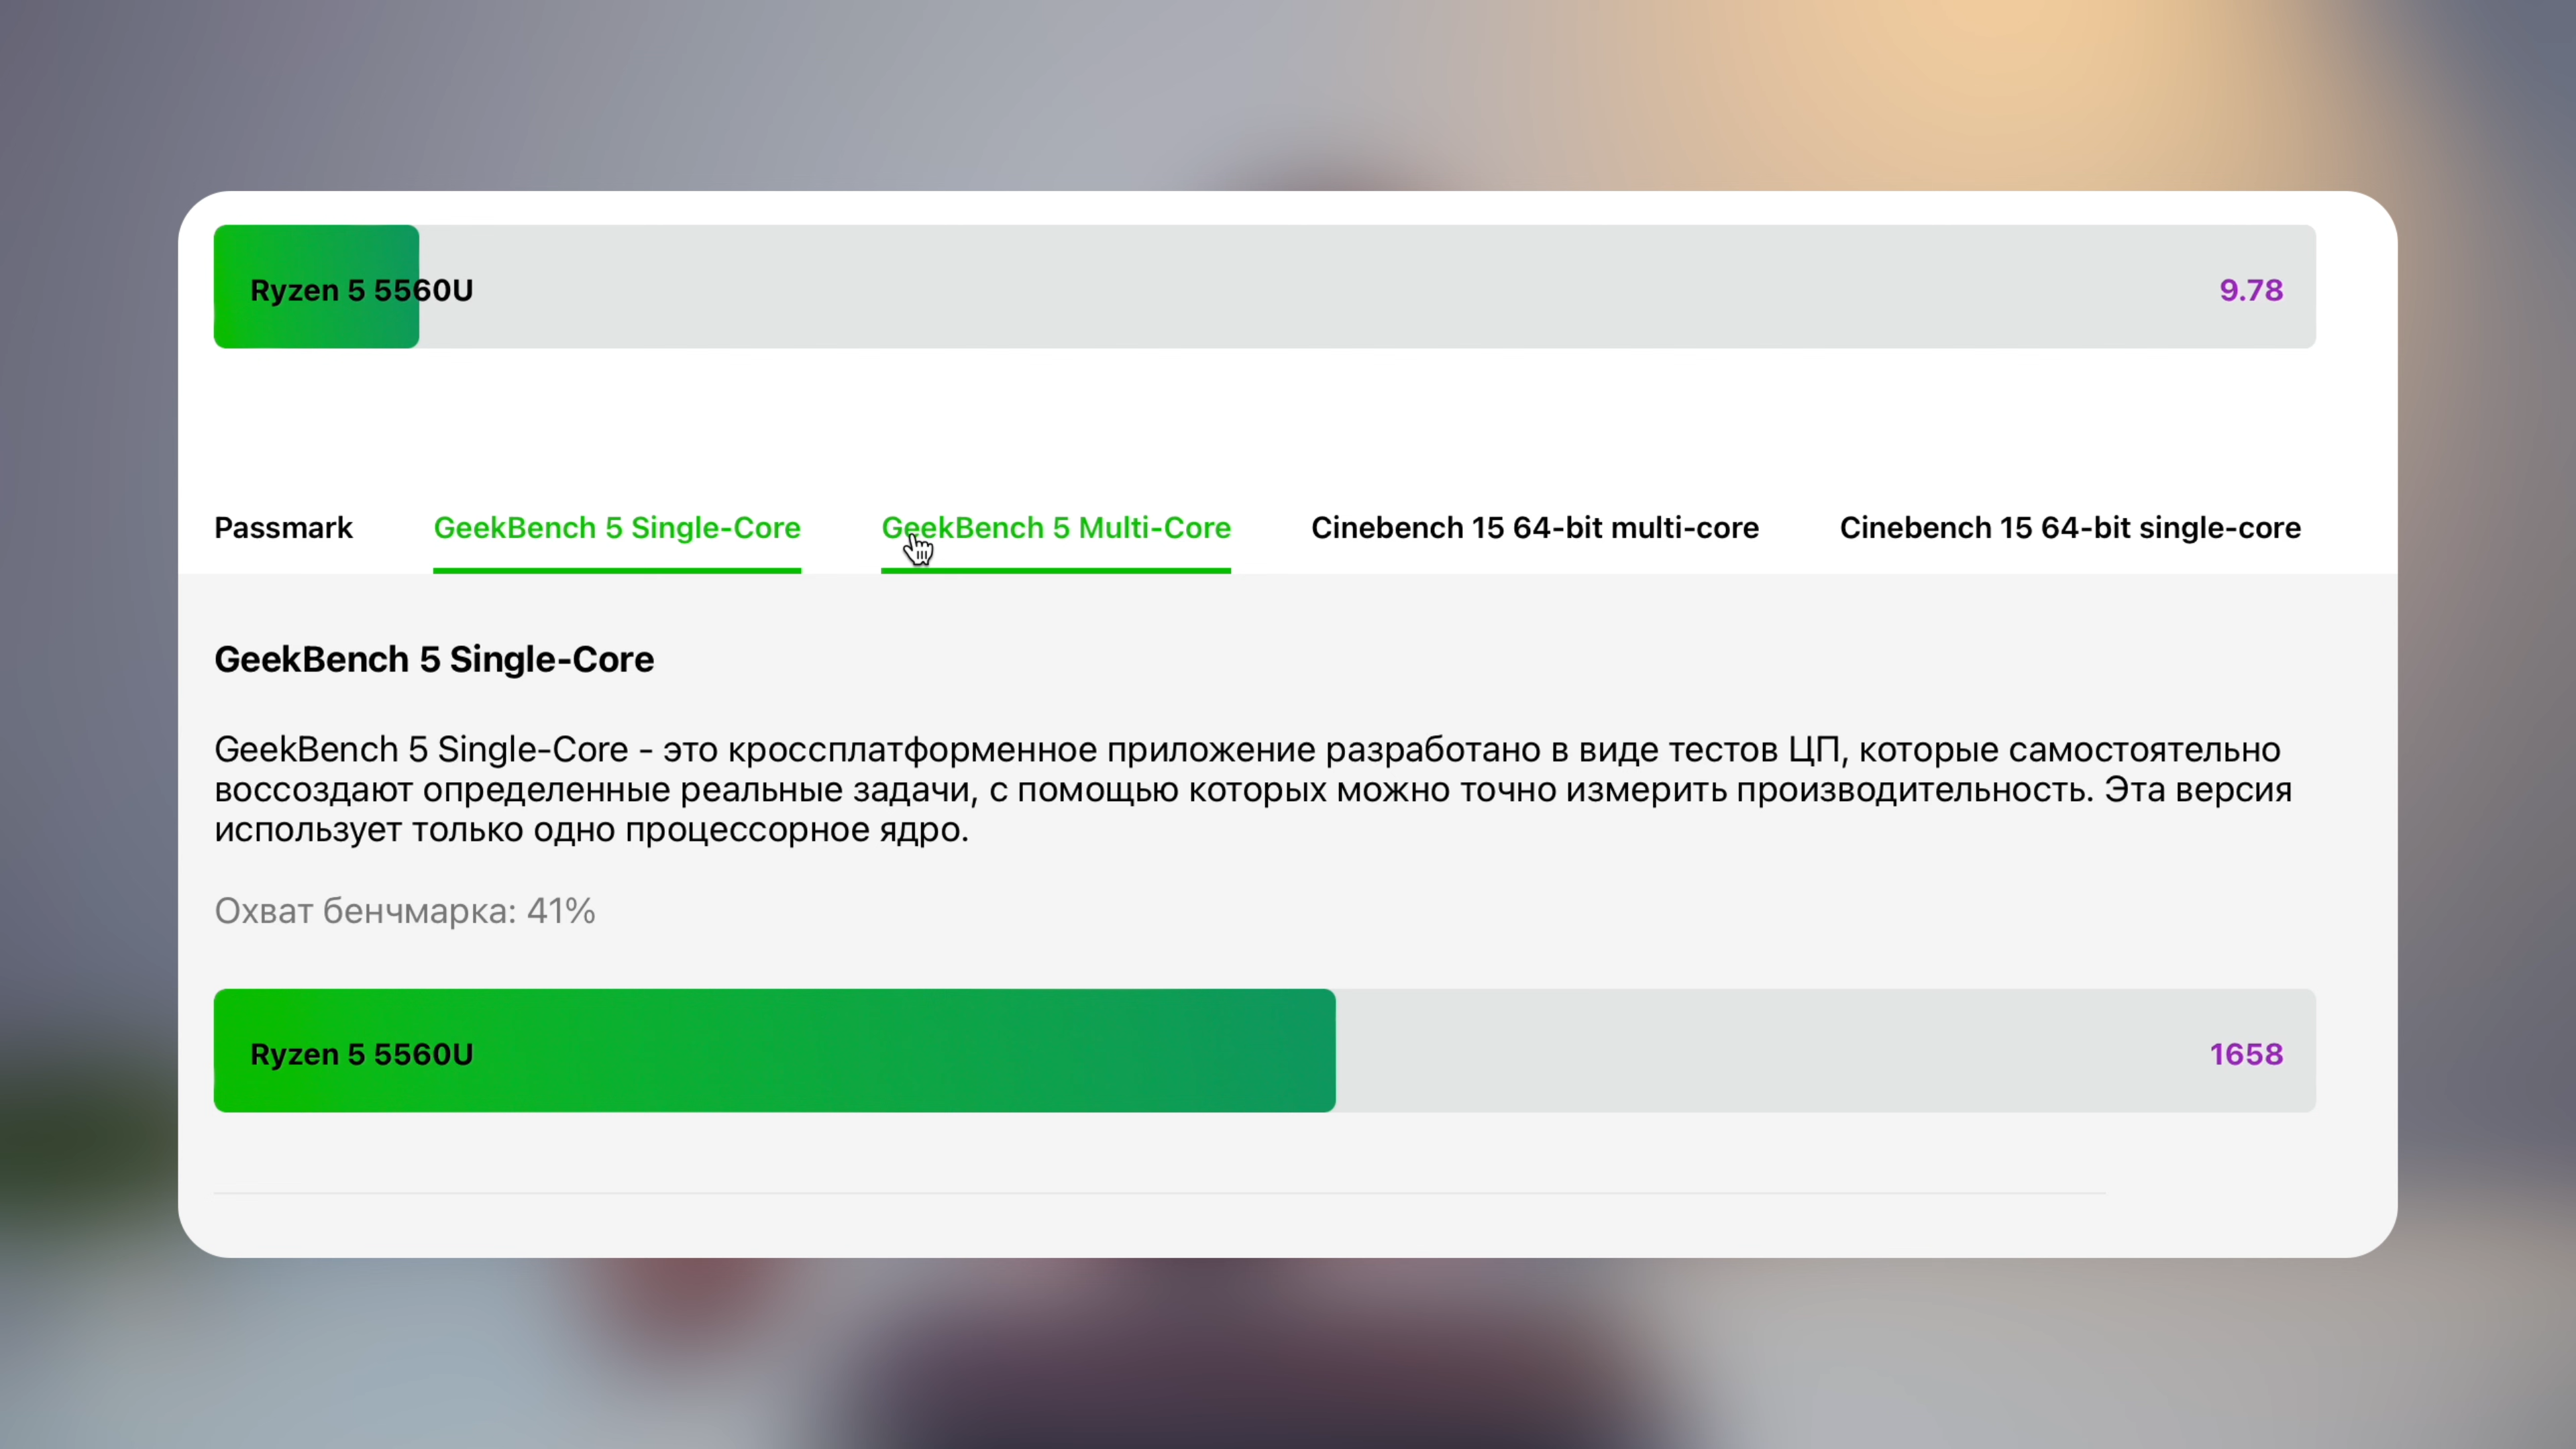 Ryzen 5 5560U 9.78
Passmark GeekBench 5 Single-Core GeekBench 5 Multi-Core Cinebench 15 64-bit multi-core Cinebench 15 64-bit single-core
GeekBench 5 Single-Core
GeekBench 5 Single-Core - это кроссплатформенное приложение разработано в виде тестов ЦП, которые самостоятельно
воссоздают определенные реальные задачи, с помощью которых можно точно измерить производительность. Эта версия
использует только одно процессорное ядро.
Охват бенчмарка: 41%
Ryzen 5 5560U 1658